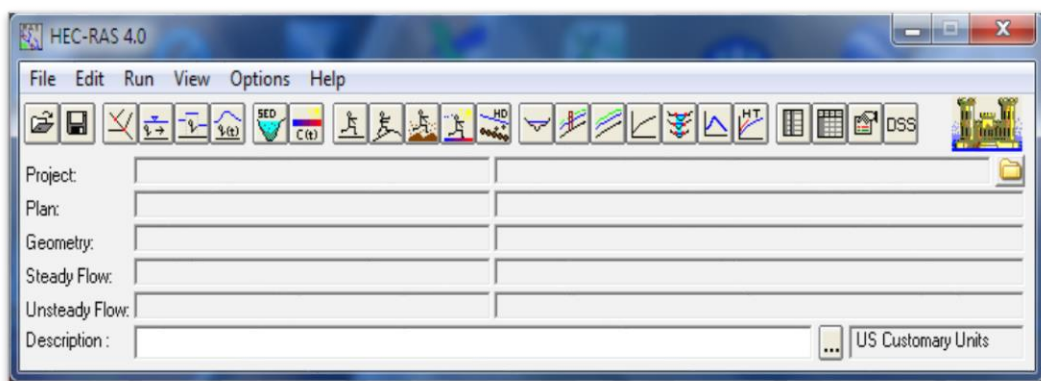 HEC-RAS 4.0
File Edit Run View Options Help
SED C(t) HD HT DSS
Project:
Plan:
Geometry:
Steady Flow:
Unsteady Flow:
Description : ... US Customary Units